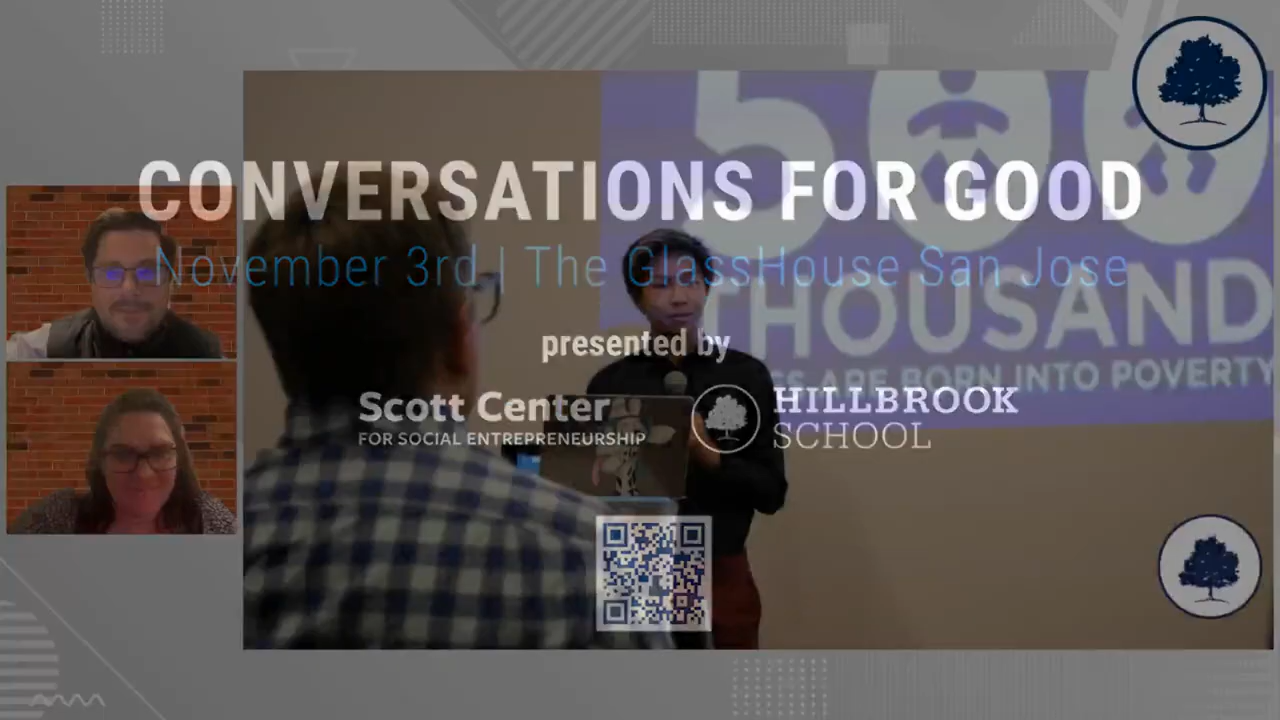 500
CONVERSATIONS FOR GOOD
November 3rd | The GlassHouse San Jose
THOUSAND
ARE BORN INTO POVERTY
presented by
Scott Center
FOR SOCIAL ENTREPRENEURSHIP
HILLBROOK
SCHOOL